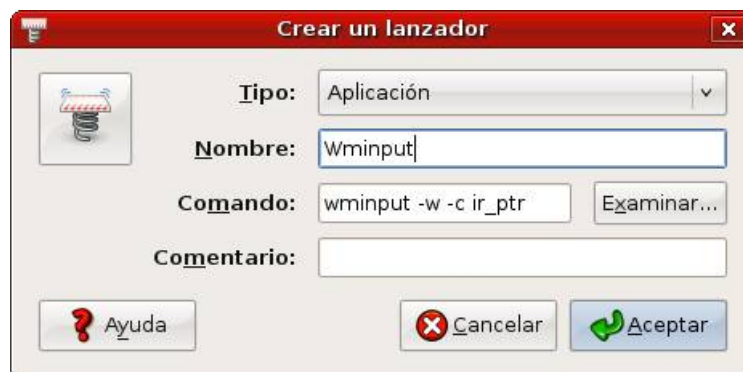 Crear un lanzador
Tipo: Aplicación
Nombre: Wminput
Comando: wminput -w -c ir_ptr Examinar...
Comentario:
Ayuda Cancelar Aceptar